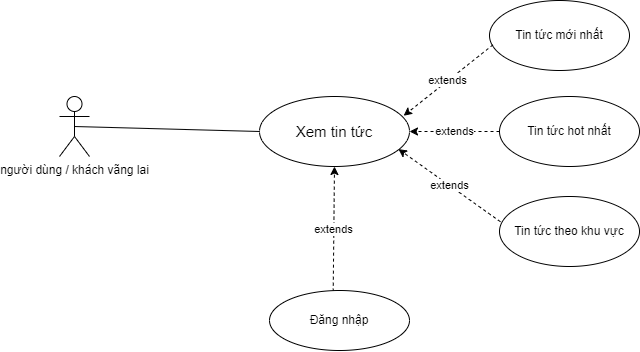 Tin tức mới nhất
extends
Xem tin tức
extends
Tin tức hot nhất
người dùng / khách vãng lai
extends
Tin tức theo khu vực
extends
Đăng nhập